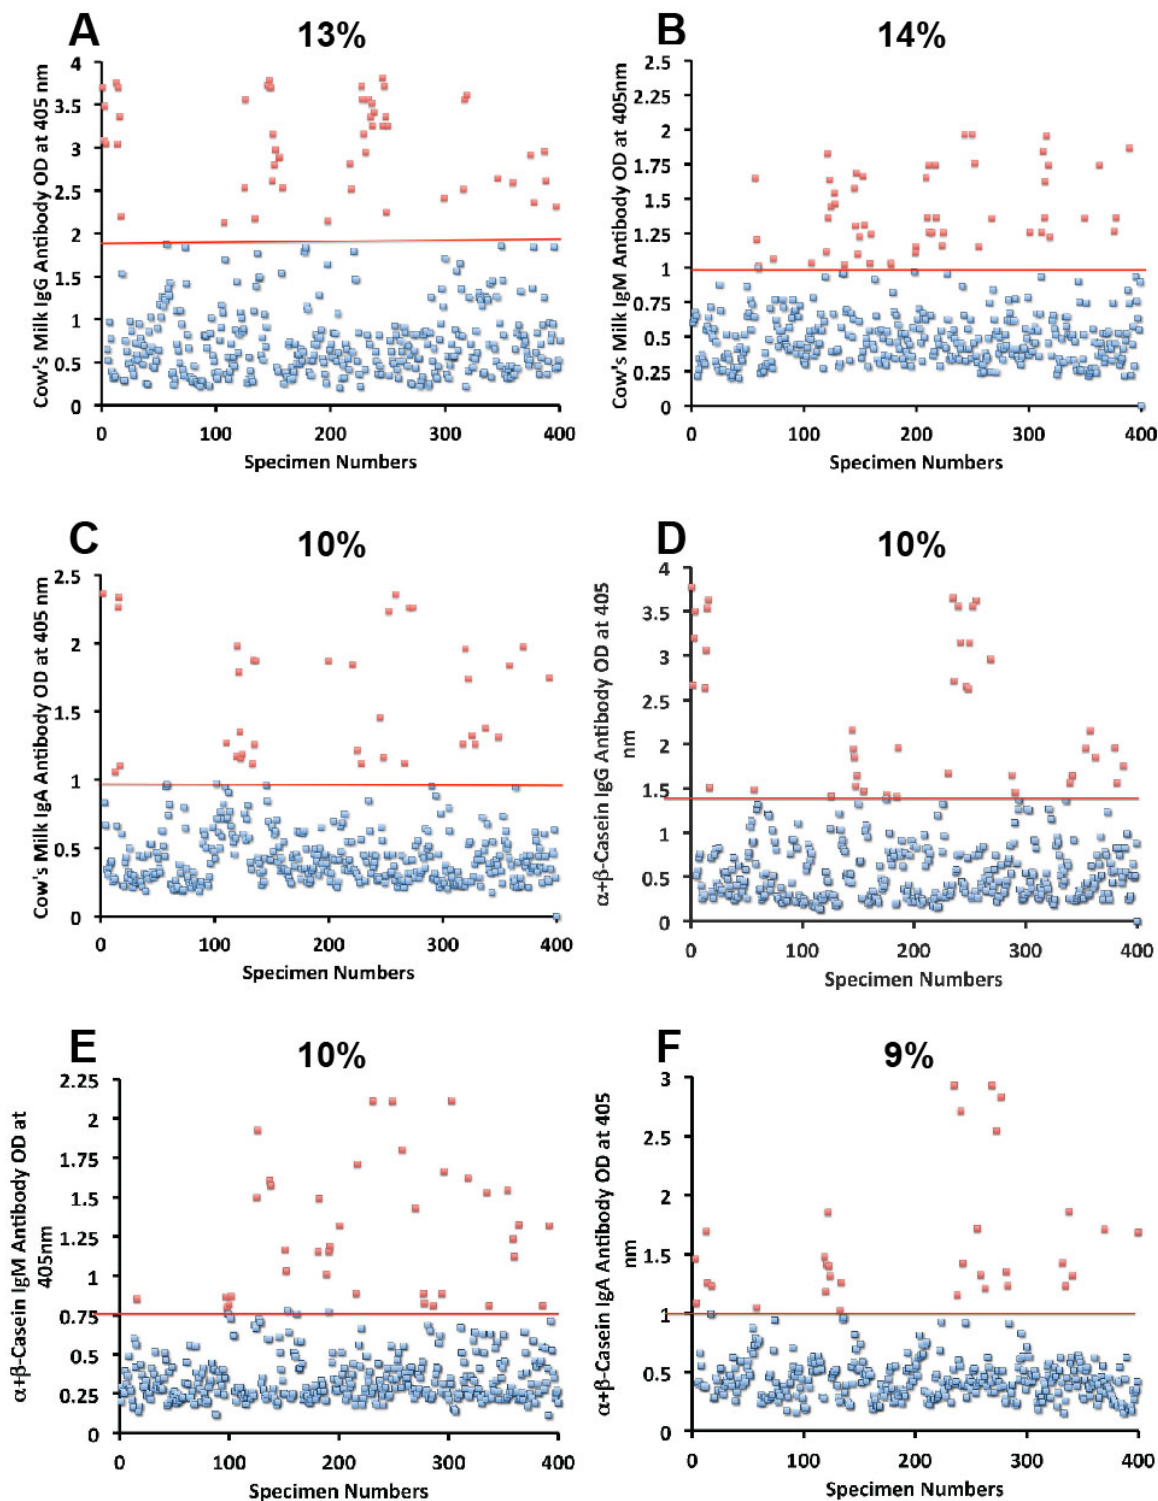 A
13%
Cow's Milk IgG Antibody OD at 405 nm
4
3.5
3
2.5
2
1.5
1
0.5
0
0 100 200 300 400
Specimen Numbers
B
14%
Cow's Milk IgM Antibody OD at 405nm
2.5
2.25
2
1.75
1.5
1.25
1
0.75
0.5
0.25
0
0 100 200 300 400
Specimen Numbers
C
10%
Cow's Milk IgA Antibody OD at 405 nm
2.5
2
1.5
1
0.5
0
0 100 200 300 400
Specimen Numbers
D
10%
α+β-Casein IgG Antibody OD at 405
nm
4
3.5
3
2.5
2
1.5
1
0.5
0
0 100 200 300 400
Specimen Numbers
E
10%
α+β-Casein IgM Antibody OD at
405nm
2.25
2
1.75
1.5
1.25
1
0.75
0.5
0.25
0
0 100 200 300 400
Specimen Numbers
F
9%
α+β-Casein IgA Antibody OD at 405
nm
3
2.5
2
1.5
1
0.5
0
0 100 200 300 400
Specimen Numbers